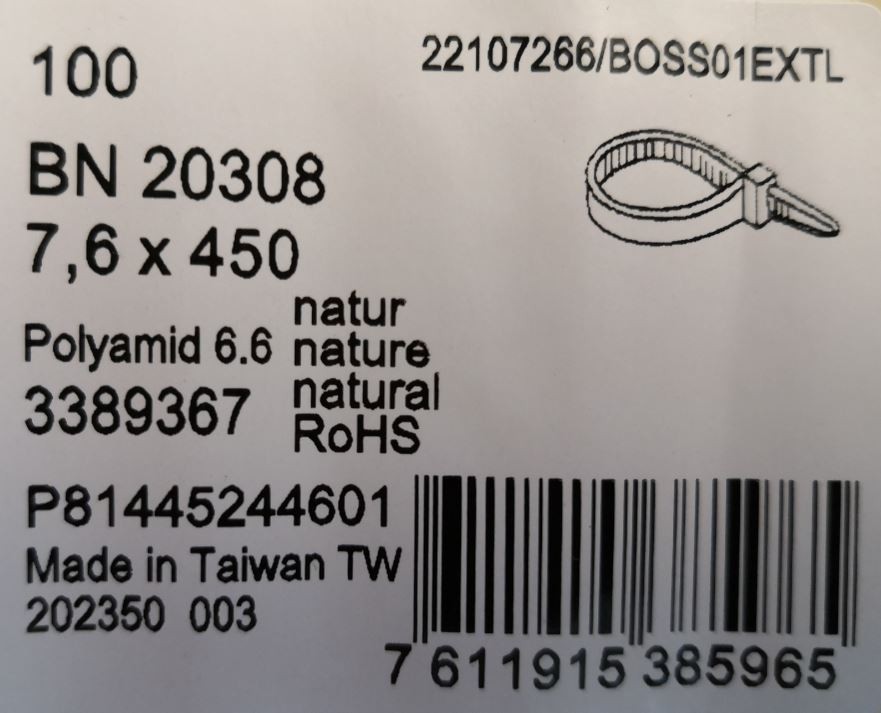 100
22107266/BOSS01EXTL
BN 20308
7,6 x 450
natur
Polyamid 6.6 nature
natural
3389367
RoHS
P81445244601
Made in Taiwan TW
202350 003
7 611915 385965